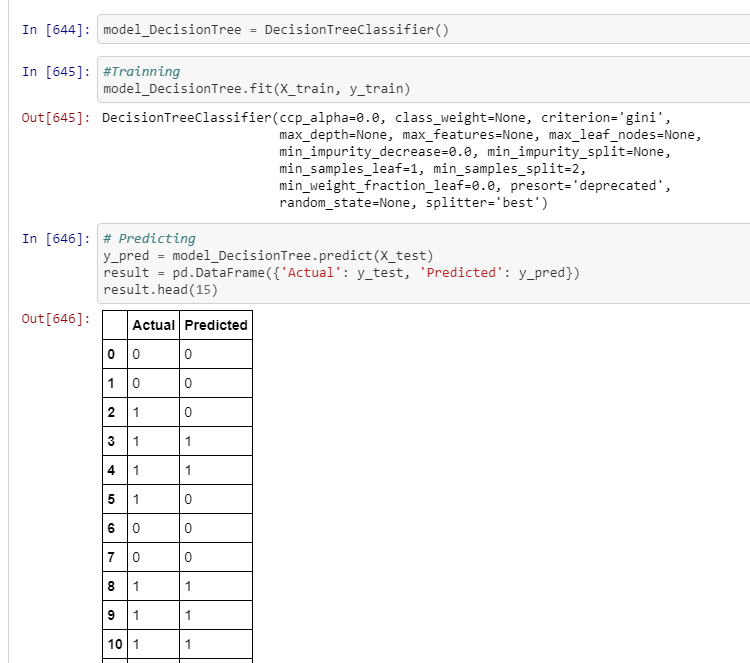 In [644]: model_DecisionTree = DecisionTreeClassifier()
In [645]: #Trainning
model_DecisionTree.fit(X_train, y_train)
Out[645]: DecisionTreeClassifier(ccp_alpha=0.0, class_weight=None, criterion='gini',
max_depth=None, max_features=None, max_leaf_nodes=None,
min_impurity_decrease=0.0, min_impurity_split=None,
min_samples_leaf=1, min_samples_split=2,
min_weight_fraction_leaf=0.0, presort='deprecated',
random_state=None, splitter='best')
In [646]: # Predicting
y_pred = model_DecisionTree.predict(X_test)
result = pd.DataFrame({'Actual': y_test, 'Predicted': y_pred})
result.head(15)
Out[646]:
Actual Predicted
0 0 0
1 0 0
2 1 0
3 1 1
4 1 1
5 1 0
6 0 0
7 0 0
8 1 1
9 1 1
10 1 1